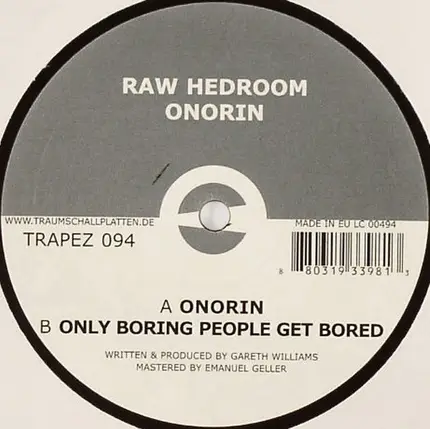 RAW HEDROOM
ONORIN
WWW.TRAUMSCHALLPLATTEN.DE
MADE IN EU LC 00494
TRAPEZ 094
8 80319 33981 3
A ONORIN
B ONLY BORING PEOPLE GET BORED
WRITTEN & PRODUCED BY GARETH WILLIAMS
MASTERED BY EMANUEL GELLER